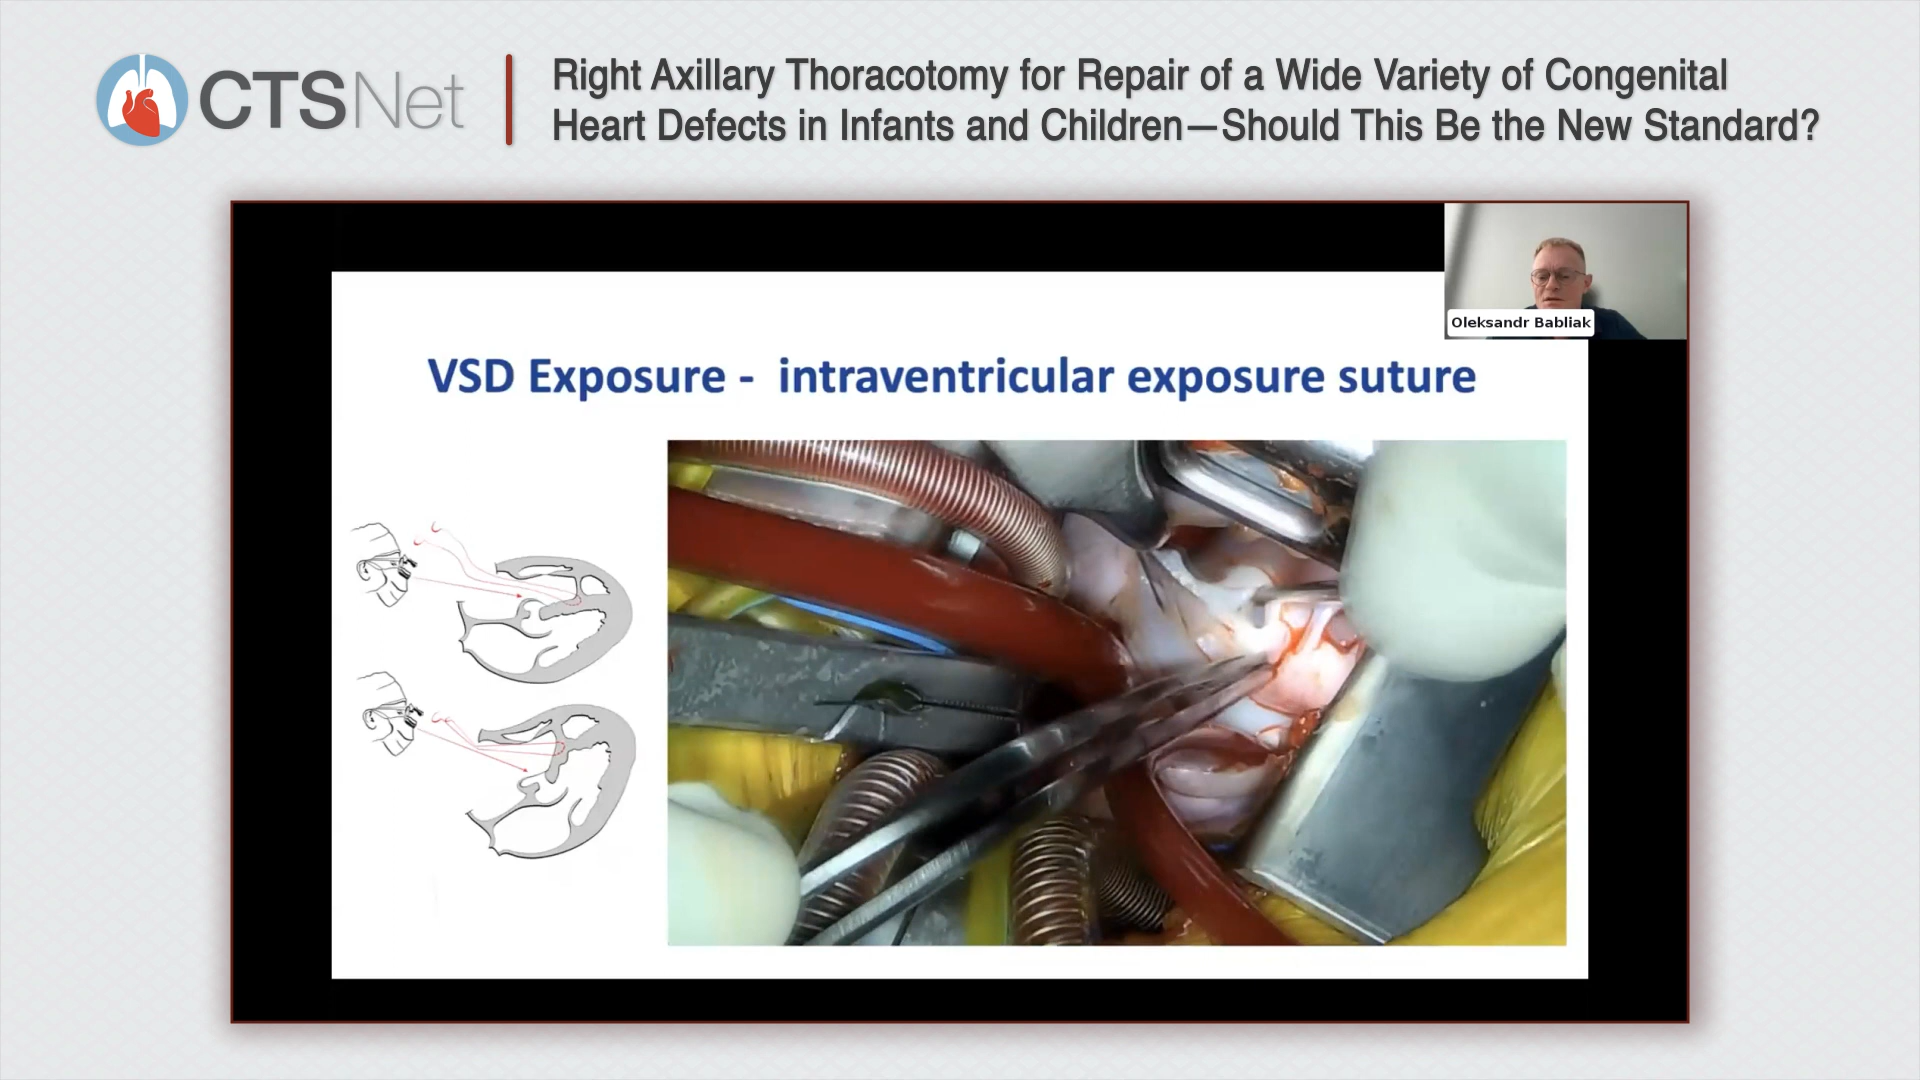 CTSNet
Right Axillary Thoracotomy for Repair of a Wide Variety of Congenital
Heart Defects in Infants and Children—Should This Be the New Standard?
Oleksandr Babliak
VSD Exposure - intraventricular exposure suture